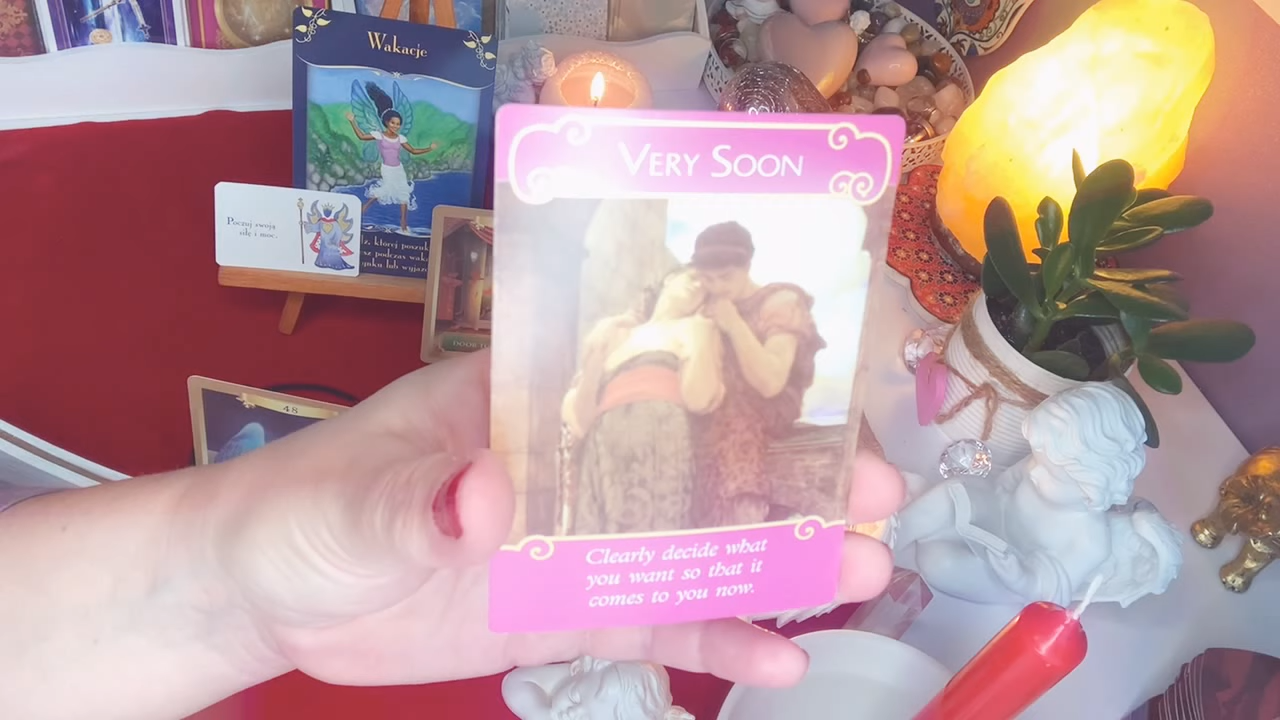 Wakacje
VERY SOON
Poczuj swoją
siłę i moc.
48
Clearly decide what
you want so that it
comes to you now.